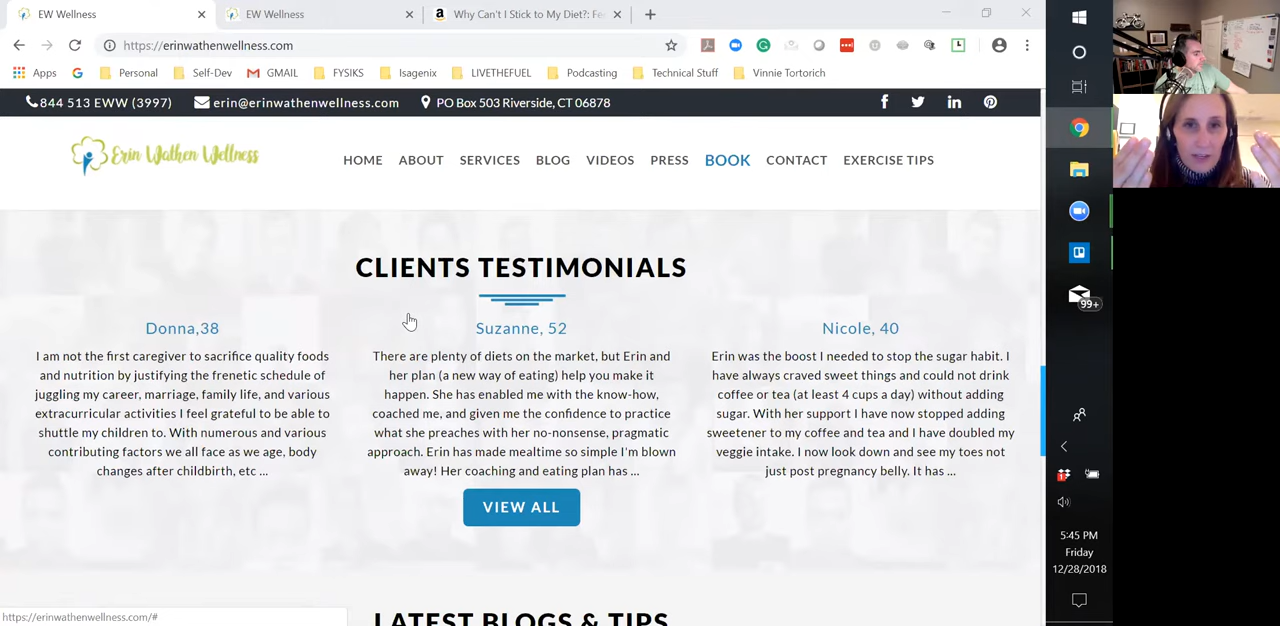 EW Wellness
EW Wellness
Why Can't I Stick to My Diet?: Fe
https://erinwathenwellness.com
Apps
Personal
Self-Dev
GMAIL
FYSIKS
Isagenix
LIVETHEFUEL
Podcasting
Technical Stuff
Vinnie Tortorich
844 513 EWW (3997)
erin@erinwathenwellness.com
PO Box 503 Riverside, CT 06878
Erin Wathen Wellness
HOME
ABOUT
SERVICES
BLOG
VIDEOS
PRESS
BOOK
CONTACT
EXERCISE TIPS
CLIENTS TESTIMONIALS
Donna,38
I am not the first caregiver to sacrifice quality foods
and nutrition by justifying the frenetic schedule of
juggling my career, marriage, family life, and various
extracurricular activities I feel grateful to be able to
shuttle my children to. With numerous and various
contributing factors we all face as we age, body
changes after childbirth, etc ...
Suzanne, 52
There are plenty of diets on the market, but Erin and
her plan (a new way of eating) help you make it
happen. She has enabled me with the know-how,
coached me, and given me the confidence to practice
what she preaches with her no-nonsense, pragmatic
approach. Erin has made mealtime so simple I'm blown
away! Her coaching and eating plan has ...
Nicole, 40
Erin was the boost I needed to stop the sugar habit. I
have always craved sweet things and could not drink
coffee or tea (at least 4 cups a day) without adding
sugar. With her support I have now stopped adding
sweetener to my coffee and tea and I have doubled my
veggie intake. I now look down and see my toes not
just post pregnancy belly. It has ...
VIEW ALL
LATEST BLOGS & TIPS
https://erinwathenwellness.com/#
99+
5:45 PM
Friday
12/28/2018